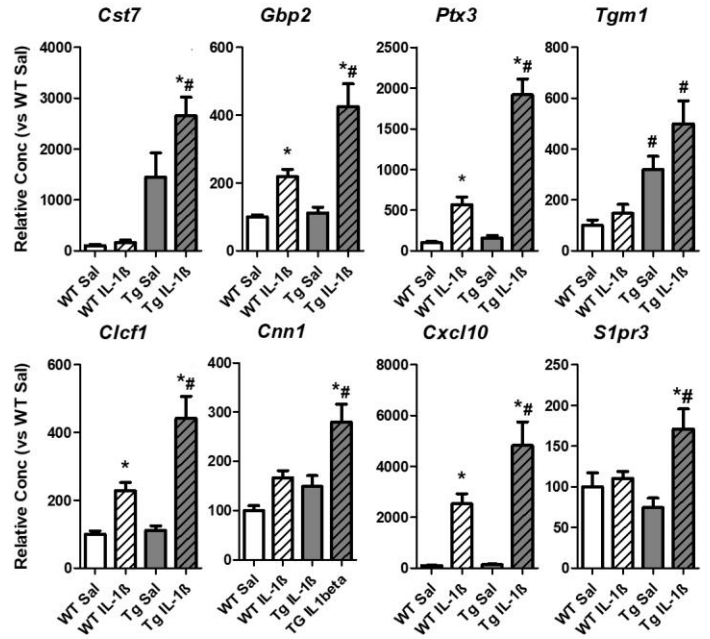 Cst7
Gbp2
Ptx3
Tgm1
Relative Conc (vs WT Sal)
4000
3000
2000
1000
0
*#
WT Sal
WT IL-1ß
Tg Sal
Tg IL-1ß
600
400
200
0
*
*#
WT Sal
WT IL-1ß
Tg Sal
Tg IL-1ß
2500
2000
1500
1000
500
0
*
*#
WT Sal
WT IL-1ß
Tg Sal
Tg IL-1ß
800
600
400
200
0
#
#
WT Sal
WT IL-1ß
Tg Sal
Tg IL-1ß
Clcf1
Cnn1
Cxcl10
S1pr3
Relative Conc (vs WT Sal)
600
400
200
0
*
*#
WT Sal
WT IL-1ß
Tg Sal
Tg IL-1ß
400
300
200
100
0
*#
WT Sal
WT IL-1ß
Tg IL-1ß
TG IL1beta
8000
6000
4000
2000
0
*
*#
WT Sal
WT IL-1ß
Tg Sal
Tg IL-1ß
250
200
150
100
50
0
*#
WT Sal
WT IL-1ß
Tg Sal
Tg IL-1ß